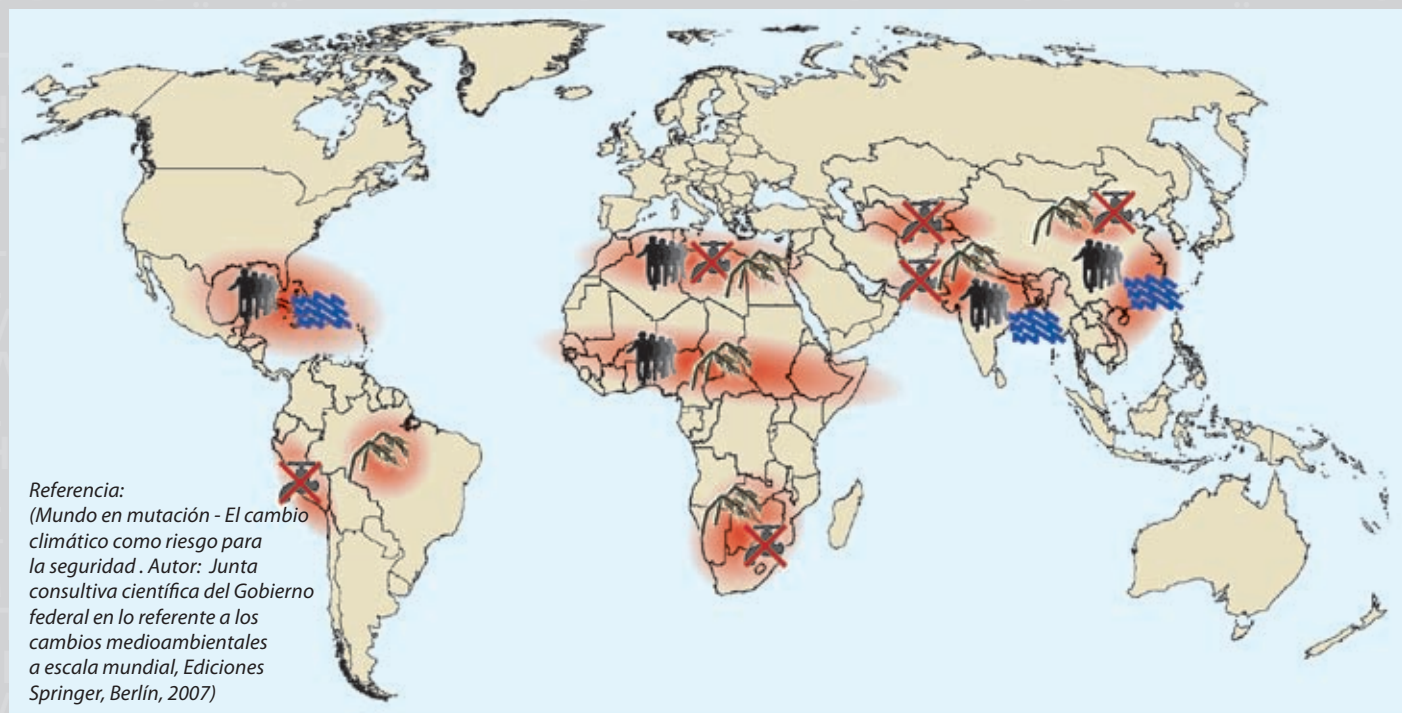 Referencia:
(Mundo en mutación - El cambio
climático como riesgo para
la seguridad . Autor: Junta
consultiva científica del Gobierno
federal en lo referente a los
cambios medioambientales
a escala mundial, Ediciones
Springer, Berlín, 2007)